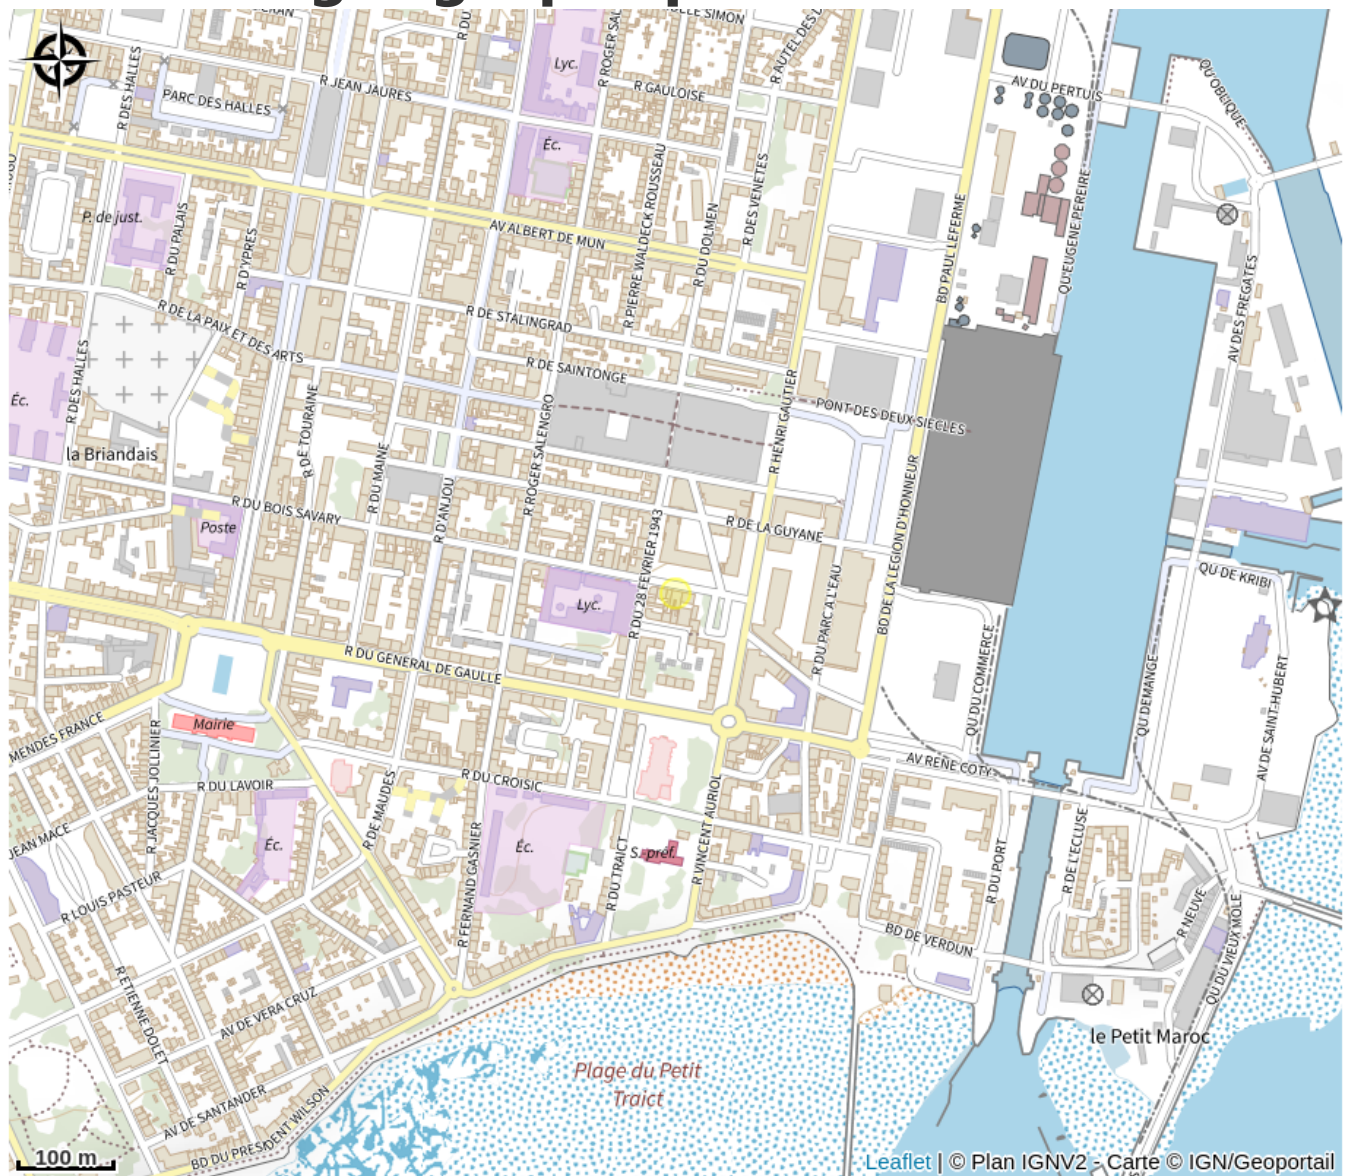 R JEAN JAURES
PARC DES HALLES
R DES HALLES
Lyc.
R GAULOISE
AV DU PERTUIS
QU OBLIQUE
Éc.
P. de just.
R DU PALAIS
R D'YPRES
AV ALBERT DE MUN
R PIERRE WALDECK ROUSSEAU
R DU DOLMEN
R DES VENETES
BD PAUL LEFERME
QU EUGENE PEREIRE
AV DES FREGATES
R DE LA PAIX ET DES ARTS
R DE STALINGRAD
R DE SAINTONGE
R DES HALLES
Éc.
R DE TOURAINE
R DU MAINE
R D'ANJOU
R ROGER SALENGRO
R HENRI GAUTIER
PONT DES DEUX SIECLES
la Briandais
R DU BOIS SAVARY
Poste
R DE LA GUYANE
BD DE LA LEGION D'HONNEUR
R DU 28 FEVRIER 1943
R DU PARC A L'EAU
Lyc.
QU DE KRIBI
R DU GENERAL DE GAULLE
QU DU COMMERCE
QU DEMANGE
AV DE SAINT-HUBERT
MENDES FRANCE
Mairie
R JACQUES JOLLINIER
R DU LAVOIR
R DE MAUDES
R DU CROISIC
AV RENE COTY
JEAN MACE
Éc.
Éc.
R FERNAND GASNIER
R DU TRAICT
S.-préf.
R VINCENT AURIOL
R DU PORT
R DE L'ECLUSE
R LOUIS PASTEUR
R NEUVE
BD DE VERDUN
QU DU VIEUX MOLE
R ETIENNE DOLET
AV DE VERA CRUZ
le Petit Maroc
Plage du Petit
Traict
AV DE SANTANDER
BD DU PRESIDENT WILSON
100 m
Leaflet | © Plan IGNV2 - Carte © IGN/Geoportail